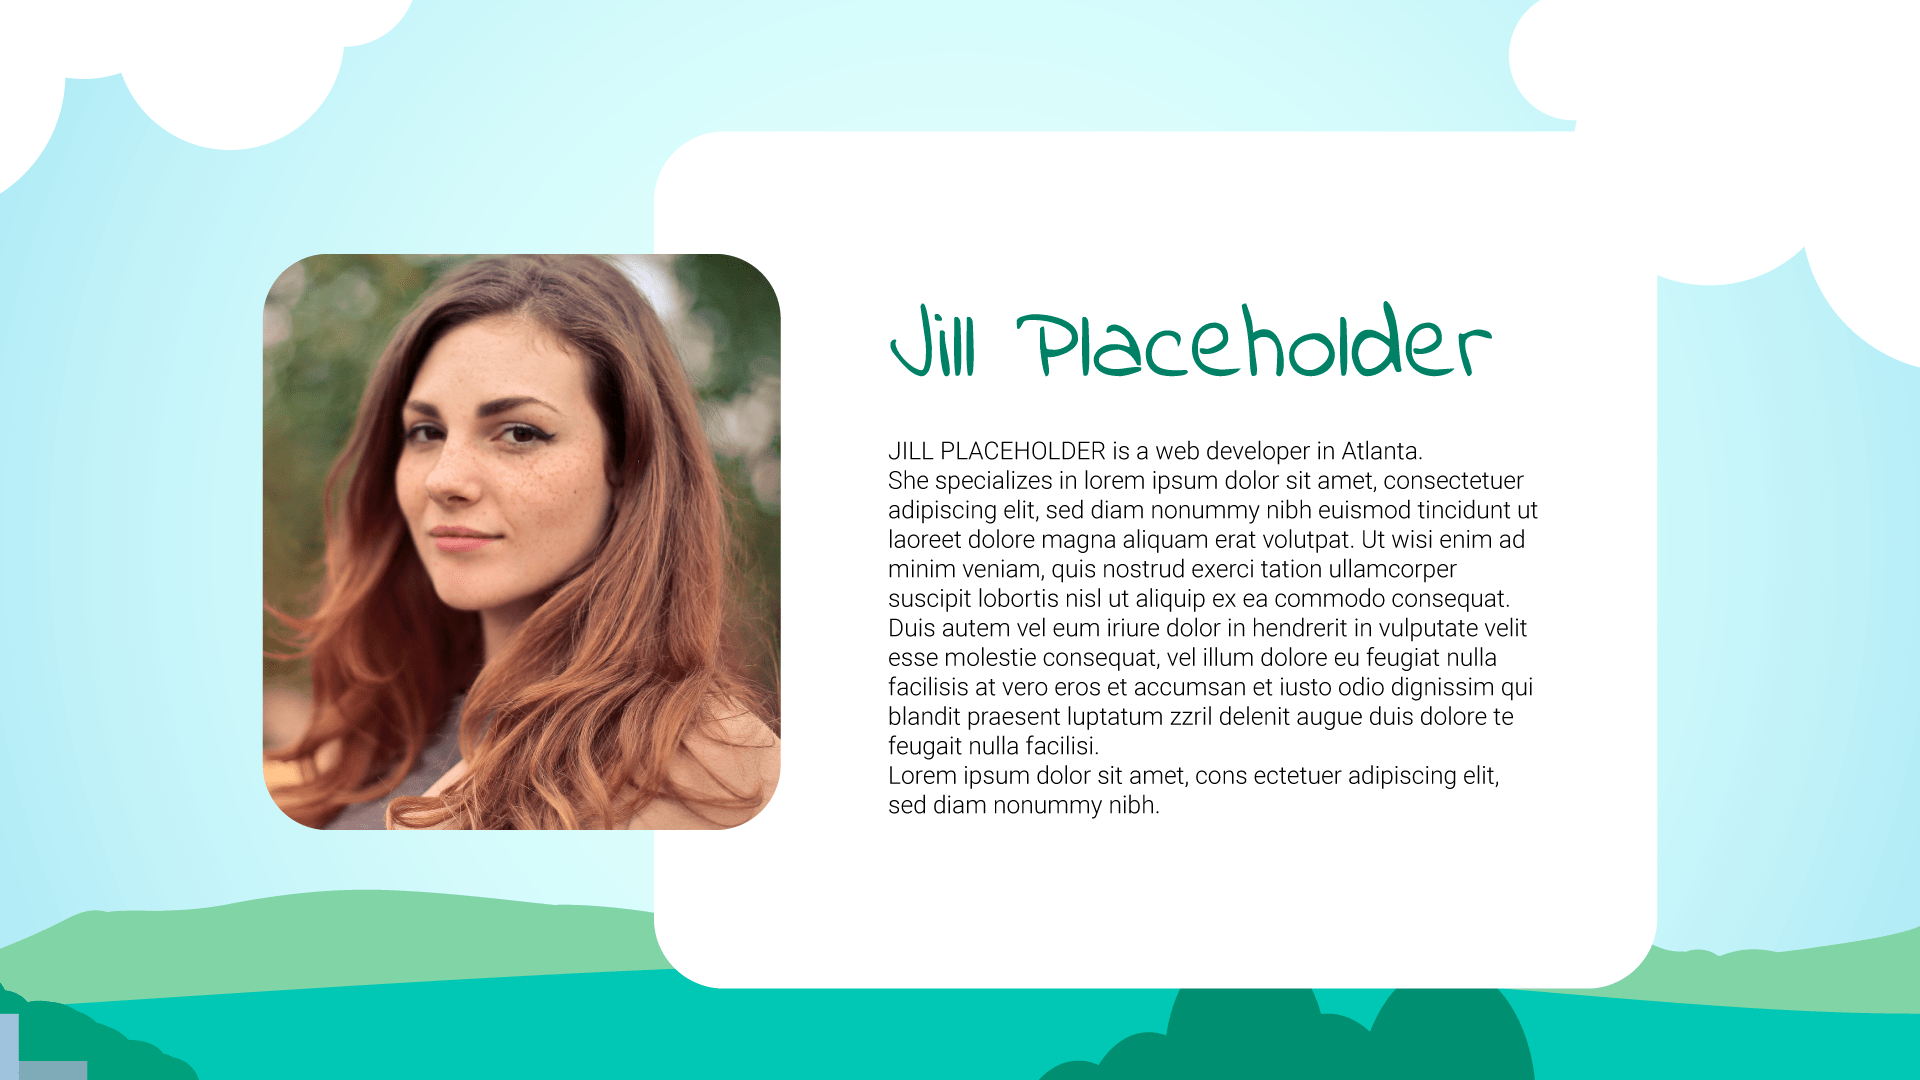 Jill Placeholder
JILL PLACEHOLDER is a web developer in Atlanta.
She specializes in lorem ipsum dolor sit amet, consectetuer
adipiscing elit, sed diam nonummy nibh euismod tincidunt ut
laoreet dolore magna aliquam erat volutpat. Ut wisi enim ad
minim veniam, quis nostrud exerci tation ullamcorper
suscipit lobortis nisl ut aliquip ex ea commodo consequat.
Duis autem vel eum iriure dolor in hendrerit in vulputate velit
esse molestie consequat, vel illum dolore eu feugiat nulla
facilisis at vero eros et accumsan et iusto odio dignissim qui
blandit praesent luptatum zzril delenit augue duis dolore te
feugait nulla facilisi.
Lorem ipsum dolor sit amet, cons ectetuer adipiscing elit,
sed diam nonummy nibh.